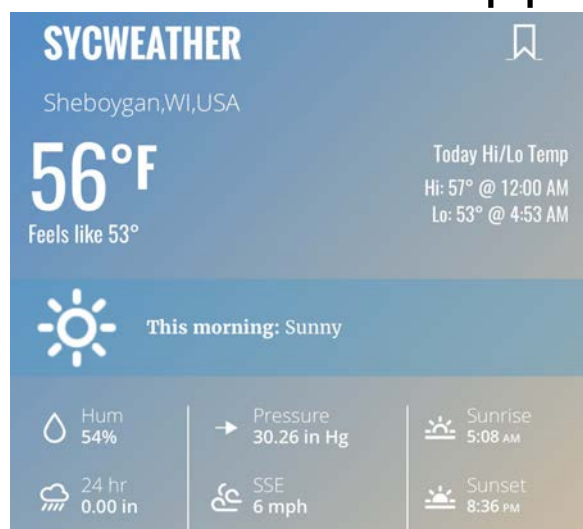 SYCWEATHER
Sheboygan,WI,USA
56°F
Feels like 53°
Today Hi/Lo Temp
Hi: 57° @ 12:00 AM
Lo: 53° @ 4:53 AM
This morning: Sunny
Hum
54%
Pressure
30.26 in Hg
Sunrise
5:08 AM
24 hr
0.00 in
SSE
6 mph
Sunset
8:36 PM